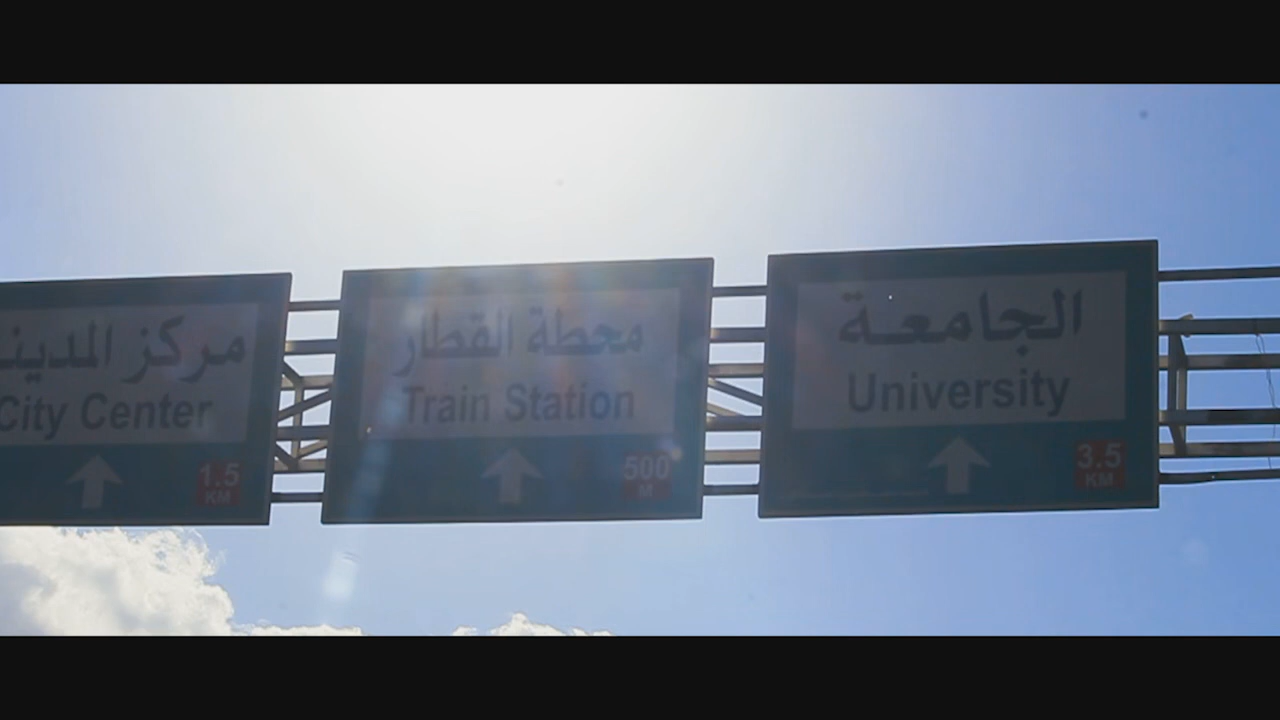 مركز المدين
City Center
1.5
KM
محطة القطار
Train Station
500
M
الجامعة
University
3.5
KM